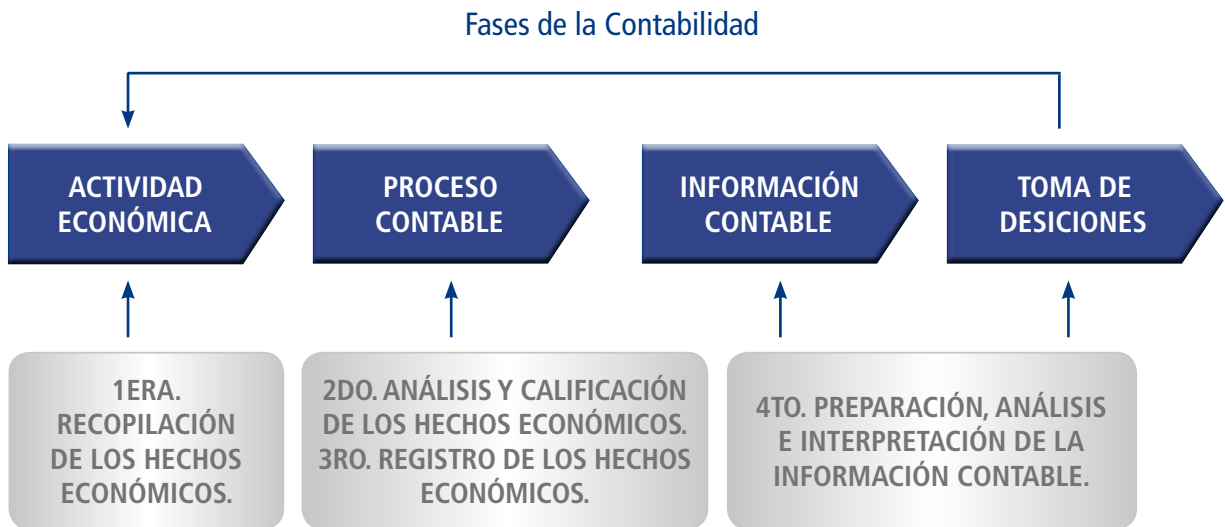 Fases de la Contabilidad
ACTIVIDAD
ECONÓMICA
PROCESO
CONTABLE
INFORMACIÓN
CONTABLE
TOMA DE
DESICIONES
1ERA.
RECOPILACIÓN
DE LOS HECHOS
ECONÓMICOS.
2DO. ANÁLISIS Y CALIFICACIÓN
DE LOS HECHOS ECONÓMICOS.
3RO. REGISTRO DE LOS HECHOS
ECONÓMICOS.
4TO. PREPARACIÓN, ANÁLISIS
E INTERPRETACIÓN DE LA
INFORMACIÓN CONTABLE.